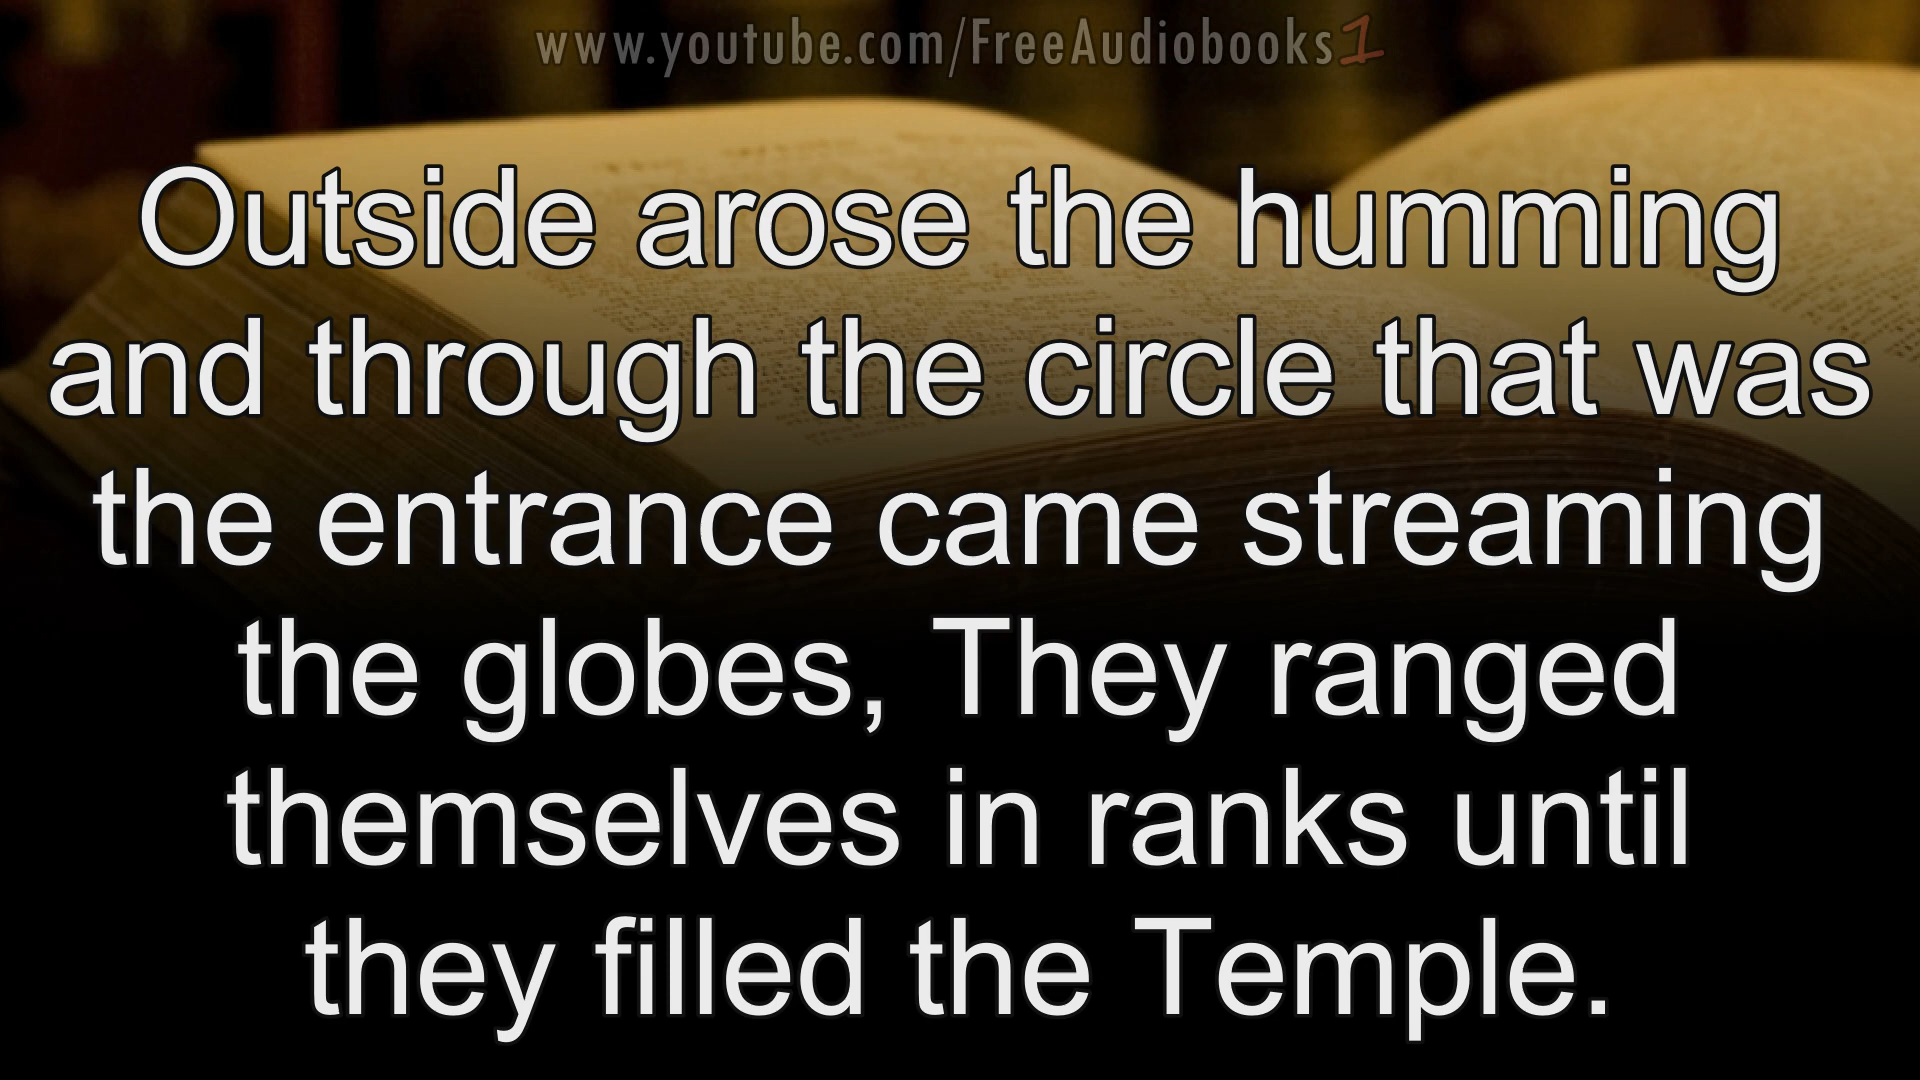 www.youtube.com/FreeAudiobooks1
Outside arose the humming
and through the circle that was
the entrance came streaming
the globes, They ranged
themselves in ranks until
they filled the Temple.